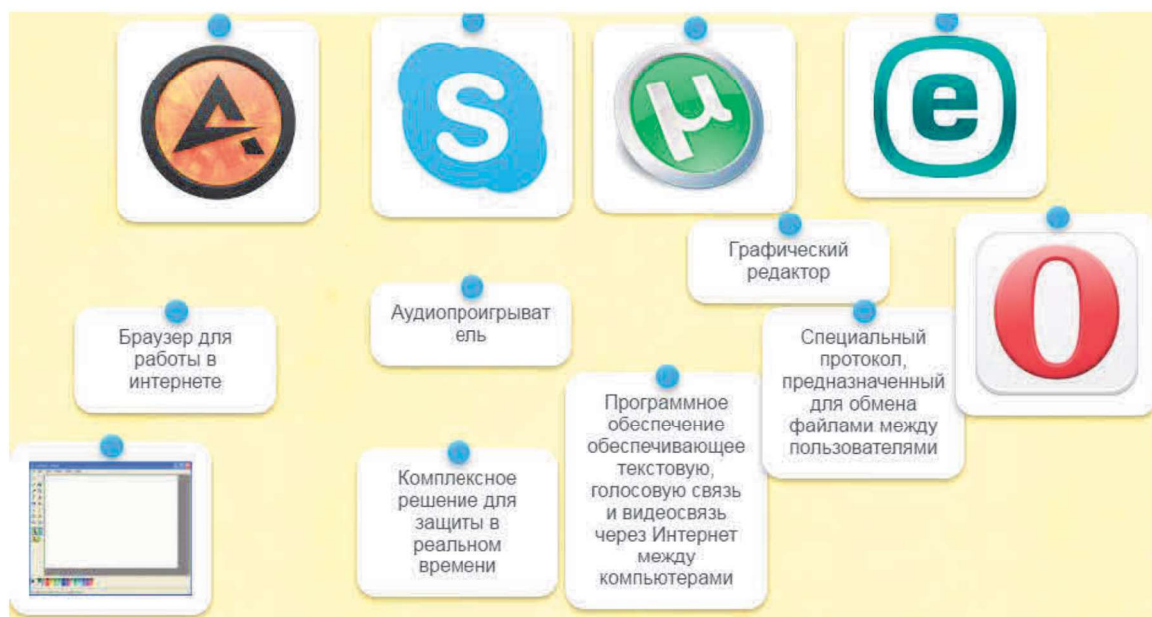 S
µ
e
Графический
редактор
Аудиопроигрыват
ель
Браузер для
работы в
интернете
Специальный
протокол,
предназначенный
для обмена
файлами между
пользователями
Программное
обеспечение
обеспечивающее
текстовую,
голосовую связь
и видеосвязь
через Интернет
между
компьютерами
Комплексное
решение для
защиты в
реальном
времени